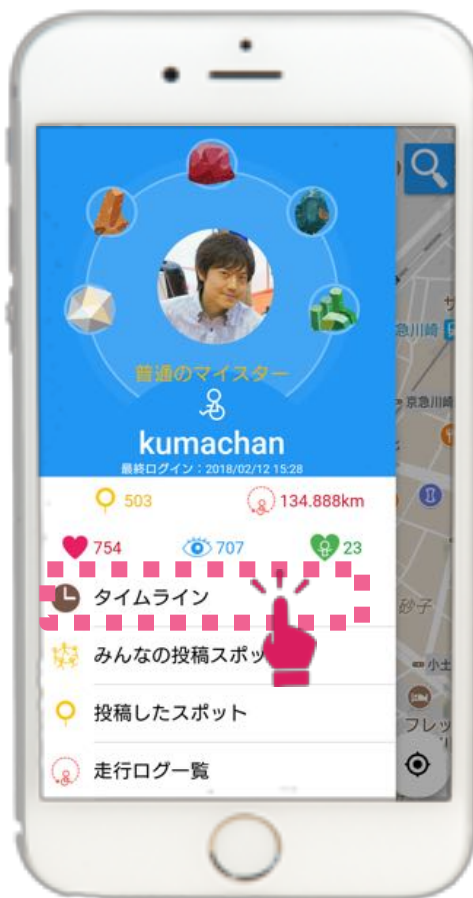 普通のマイスター
kumachan
最終ログイン:2018/02/12 15:28
503
134.888km
754
707
23
タイムライン
みんなの投稿スポッ
投稿したスポット
走行ログ一覧
急川崎
京急川崎
砂子
小土
フレッ